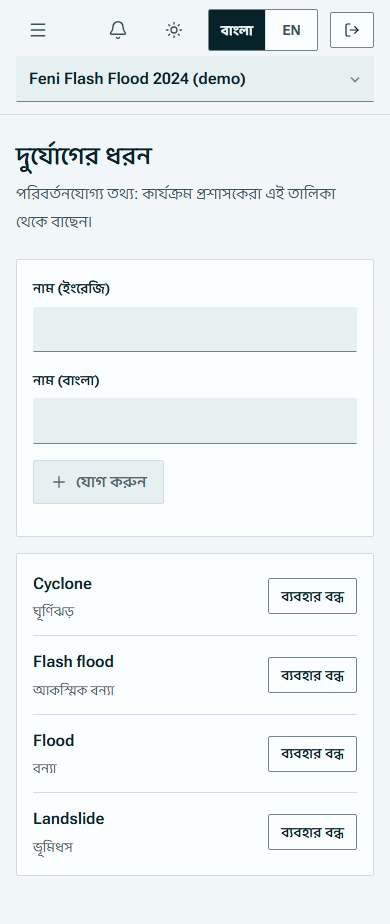 বাংলা
EN
Feni Flash Flood 2024 (demo)
দুর্যোগের ধরন
পরিবর্তনযোগ্য তথ্য: কার্যক্রম প্রশাসকেরা এই তালিকা
থেকে বাছেন।
নাম (ইংরেজি)
নাম (বাংলা)
যোগ করুন
Cyclone
ঘূর্ণিঝড়
ব্যবহার বন্ধ
Flash flood
আকস্মিক বন্যা
ব্যবহার বন্ধ
Flood
বন্যা
ব্যবহার বন্ধ
Landslide
ভূমিধস
ব্যবহার বন্ধ